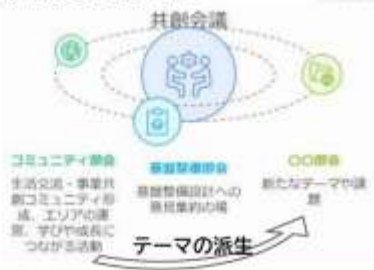 共創会議
コミュニティ部会
生活交流・事業共
創コミュニティ形
成、エリアの運
営、学びや成長に
つながる活動
基盤整備部会
基盤整備設計への
意見集約の場
〇〇部会
新たなテーマや課
題
テーマの派生